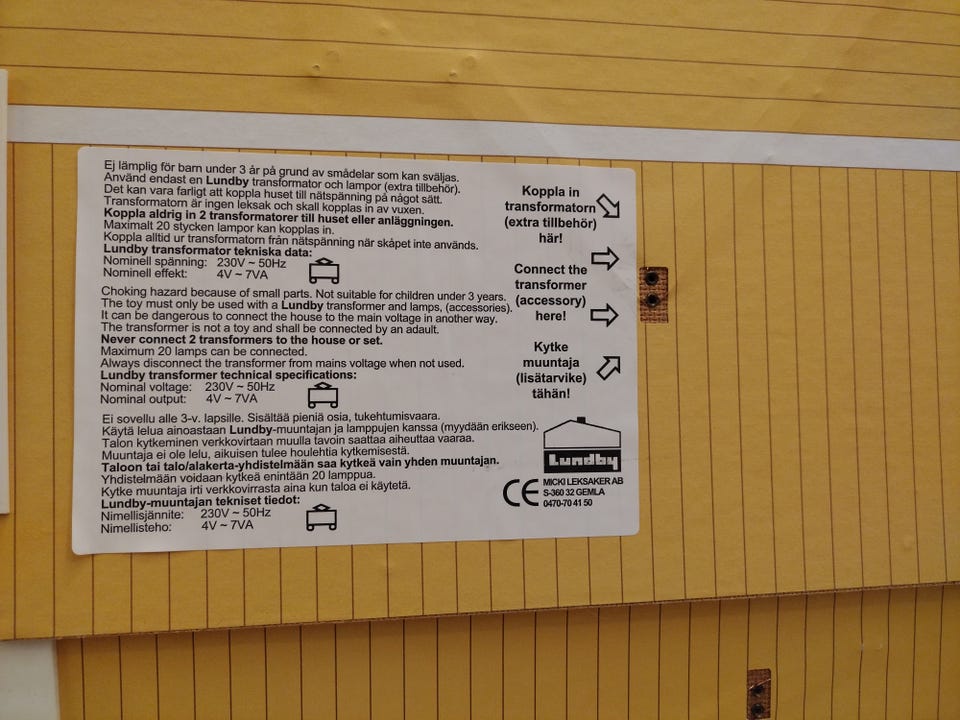 Ej lämplig för barn under 3 år på grund av smådelar som kan sväljas.
Använd endast en Lundby transformator och lampor (extra tillbehör).
Det kan vara farligt att koppla huset till nätspänning på något sätt.
Transformatorn är ingen leksak och skall kopplas in av vuxen.
Koppla aldrig in 2 transformatorer till huset eller anläggningen.
Maximalt 20 stycken lampor kan kopplas in.
Koppla alltid ur transformatorn från nätspänning när skåpet inte används.
Lundby transformator tekniska data:
Nominell spänning: 230V ~ 50Hz
Nominell effekt: 4V ~ 7VA
Choking hazard because of small parts. Not suitable for children under 3 years.
The toy must only be used with a Lundby transformer and lamps, (accessories).
It can be dangerous to connect the house to the main voltage in another way.
The transformer is not a toy and shall be connected by an adault.
Never connect 2 transformers to the house or set.
Maximum 20 lamps can be connected.
Always disconnect the transformer from mains voltage when not used.
Lundby transformer technical specifications:
Nominal voltage: 230V ~ 50Hz
Nominal output: 4V ~ 7VA
Ei sovellu alle 3-v. lapsille. Sisältää pieniä osia, tukehtumisvaara.
Käytä lelua ainoastaan Lundby-muuntajan ja lamppujen kanssa (myydään erikseen).
Talon kytkeminen verkkovirtaan muulla tavoin saattaa aiheuttaa vaaraa.
Muuntaja ei ole lelu, aikuisen tulee houlehtia kytkemisestä.
Taloon tai talo/alakerta-yhdistelmään saa kytkeä vain yhden muuntajan.
Yhdistelmään voidaan kytkeä enintään 20 lamppua.
Kytke muuntaja irti verkkovirrasta aina kun taloa ei käytetä.
Lundby-muuntajan tekniset tiedot:
Nimellisjännite: 230V ~ 50Hz
Nimellisteho: 4V ~ 7VA
Koppla in
transformatorn
(extra tillbehör)
här!
Connect the
transformer
(accessory)
here!
Kytke
muuntaja
(lisätarvike)
tähän!
Lundby
CE
MICKI LEKSAKER AB
S-360 32 GEMLA
0470-70 41 50